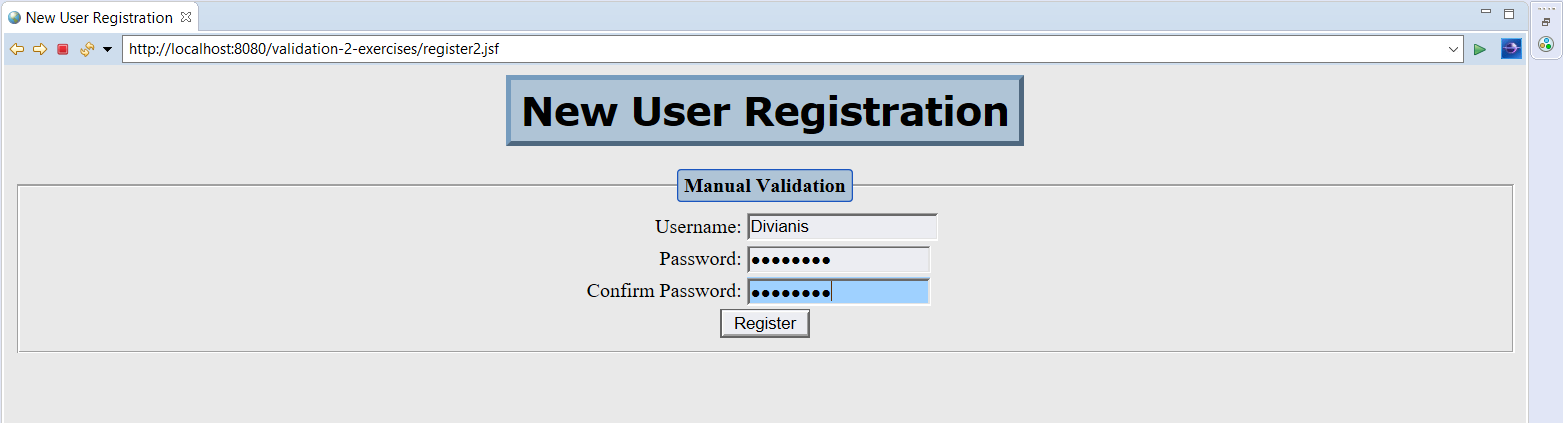 New User Registration
http://localhost:8080/validation-2-exercises/register2.jsf
New User Registration
Manual Validation
Username: Divianis
Password: ●●●●●●●●
Confirm Password: ●●●●●●●●
Register